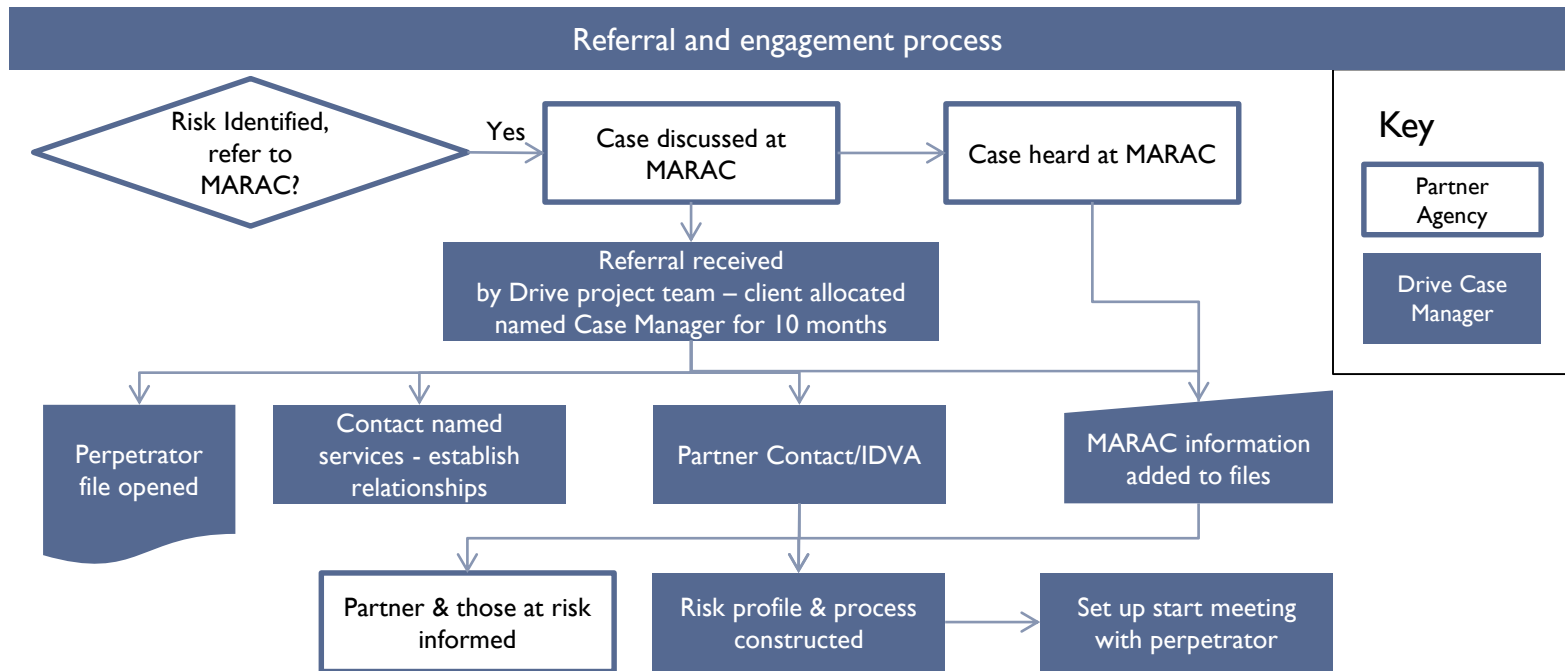 Referral and engagement process
Risk Identified,
refer to
MARAC?
Yes
Case discussed at
MARAC
Case heard at MARAC
Key
Partner
Agency
Drive Case
Manager
Referral received
by Drive project team – client allocated
named Case Manager for 10 months
Perpetrator
file opened
Contact named
services - establish
relationships
Partner Contact/IDVA
MARAC information
added to files
Partner & those at risk
informed
Risk profile & process
constructed
Set up start meeting
with perpetrator